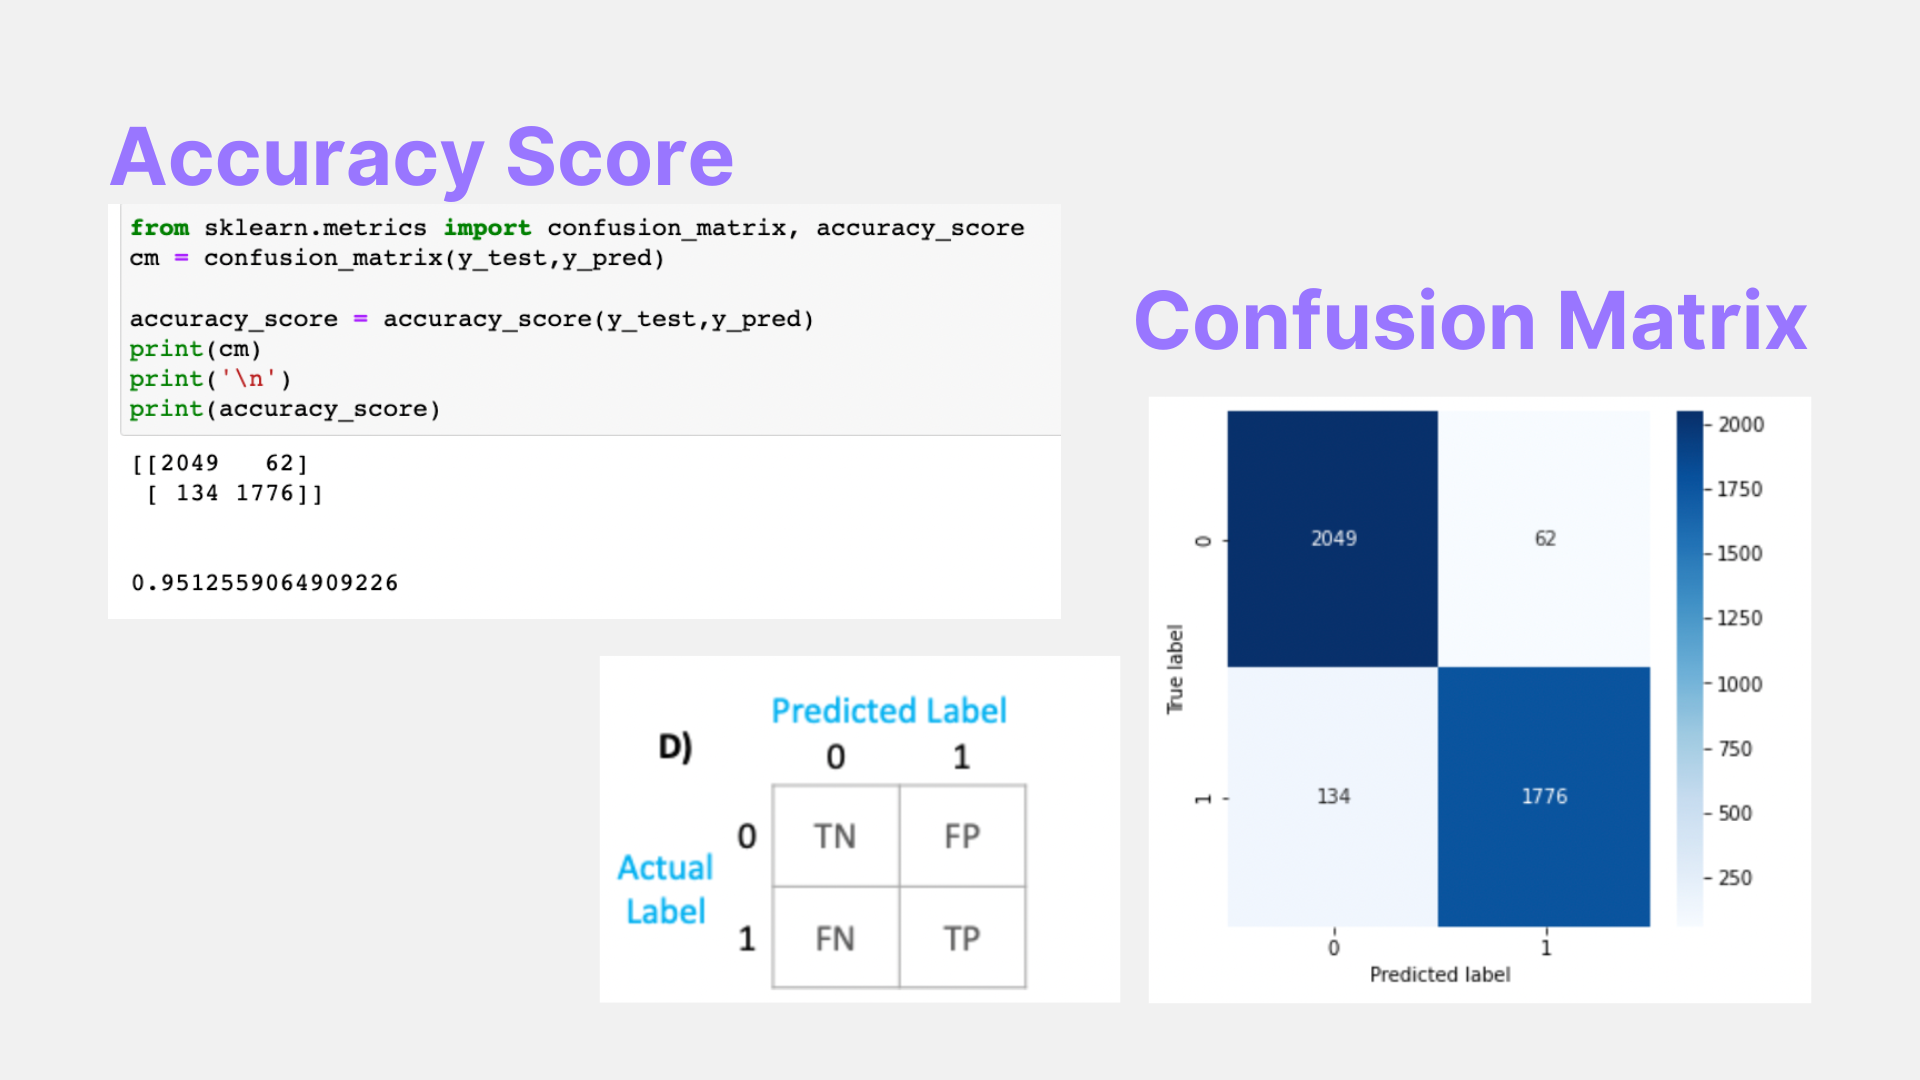 Accuracy Score
from sklearn.metrics import confusion_matrix, accuracy_score
cm = confusion_matrix(y_test,y_pred)
accuracy_score = accuracy_score(y_test,y_pred)
print(cm)
print('\n')
print(accuracy_score)
[[2049   62]
 [ 134 1776]]
0.9512559064909226
Predicted Label
D)
0 1
0 TN FP
Actual
Label
1 FN TP
Confusion Matrix
2000
1750
1500
1250
1000
750
500
250
True label
0 2049 62
1 134 1776
0 1
Predicted label